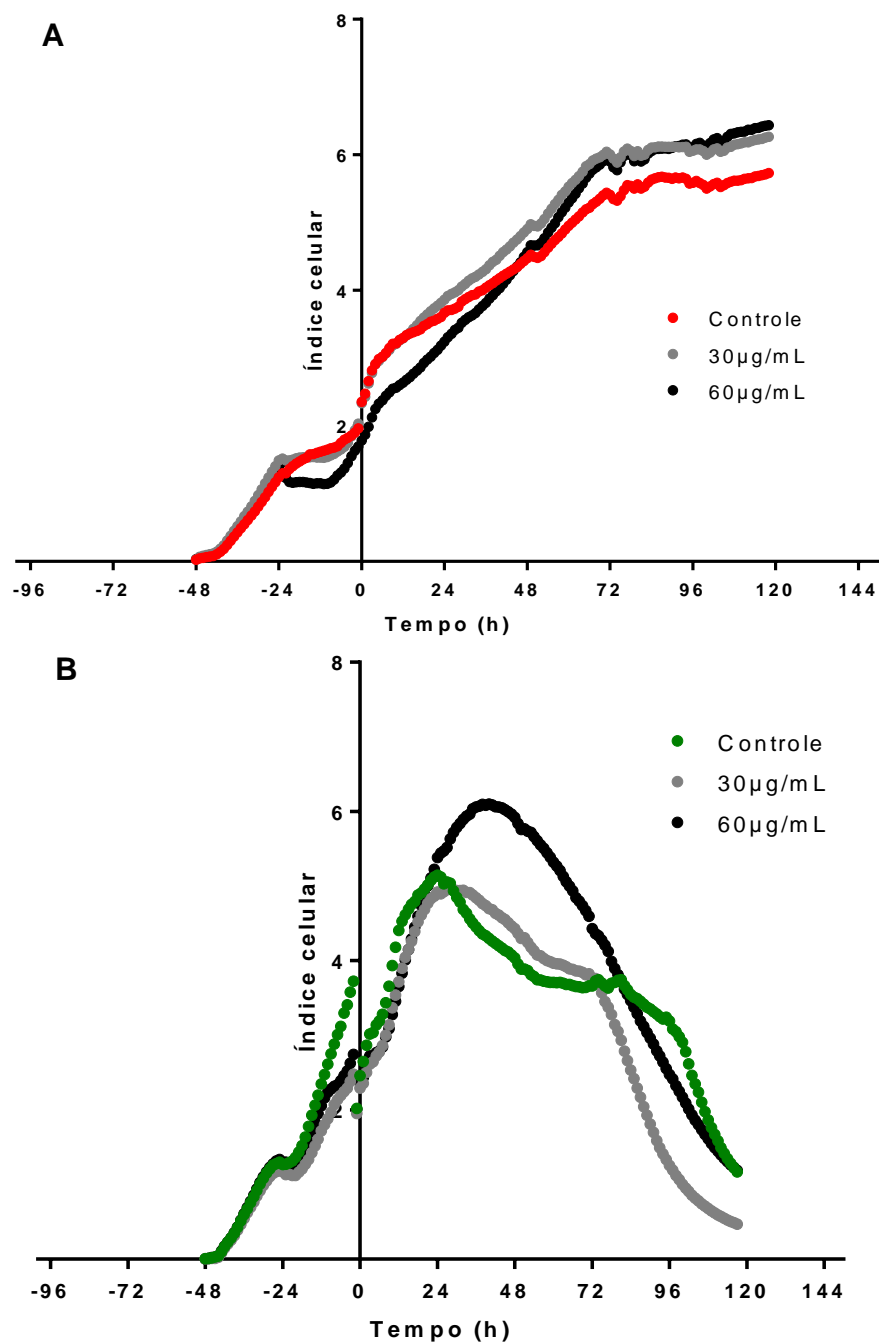 A
8
6
4
2
Índice celular
Controle
30µg/mL
60µg/mL
-96 -72 -48 -24 0 24 48 72 96 120 144
Tempo (h)
B
8
6
4
2
Índice celular
Controle
30µg/mL
60µg/mL
-96 -72 -48 -24 0 24 48 72 96 120 144
Tempo (h)